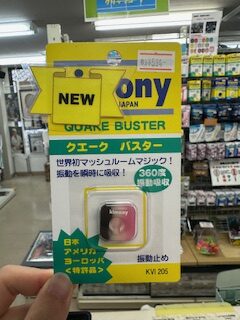 NEW
mony
JAPAN
QUAKE BUSTER
クエーク バスター
世界初マッシュルームマジック！
振動を瞬時に吸収！
360度
振動吸収
kimony
日本
アメリカ
ヨーロッパ
<特許品>
振動止め
KVI 205